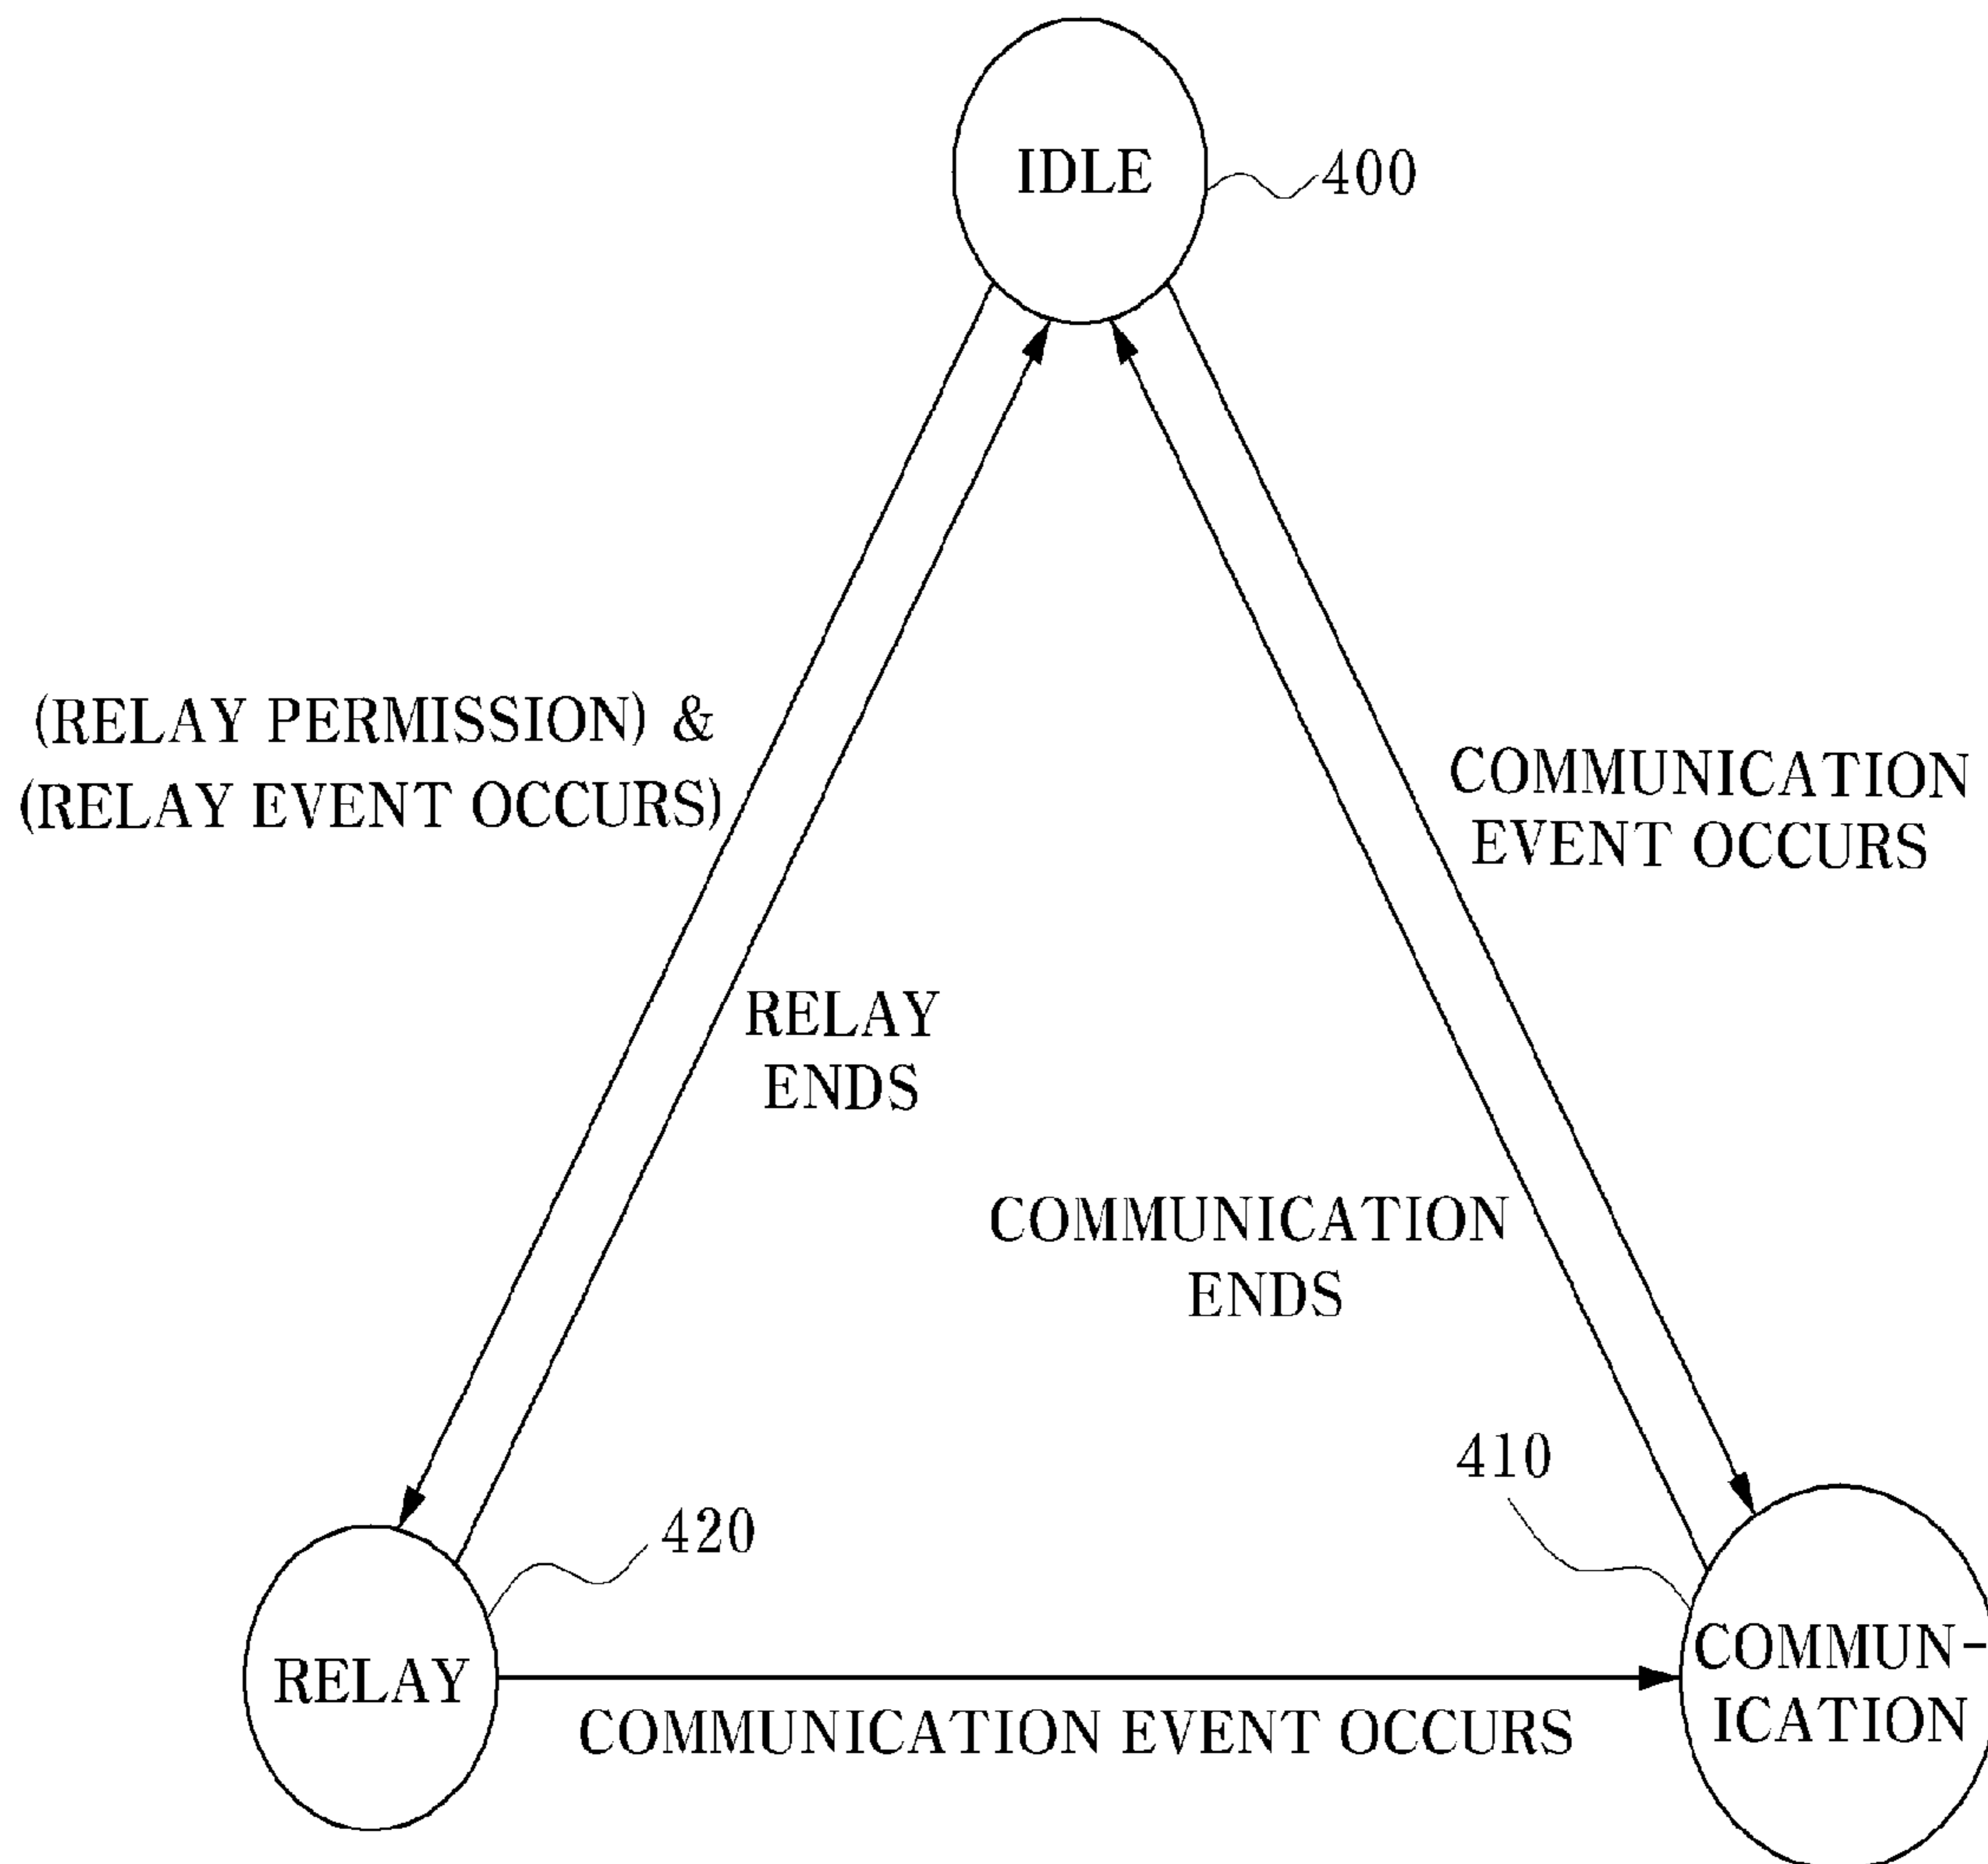 IDLE
400
(RELAY PERMISSION) &
(RELAY EVENT OCCURS)
COMMUNICATION
EVENT OCCURS
RELAY
ENDS
COMMUNICATION
ENDS
410
420
RELAY
COMMUN-
ICATION
COMMUNICATION EVENT OCCURS